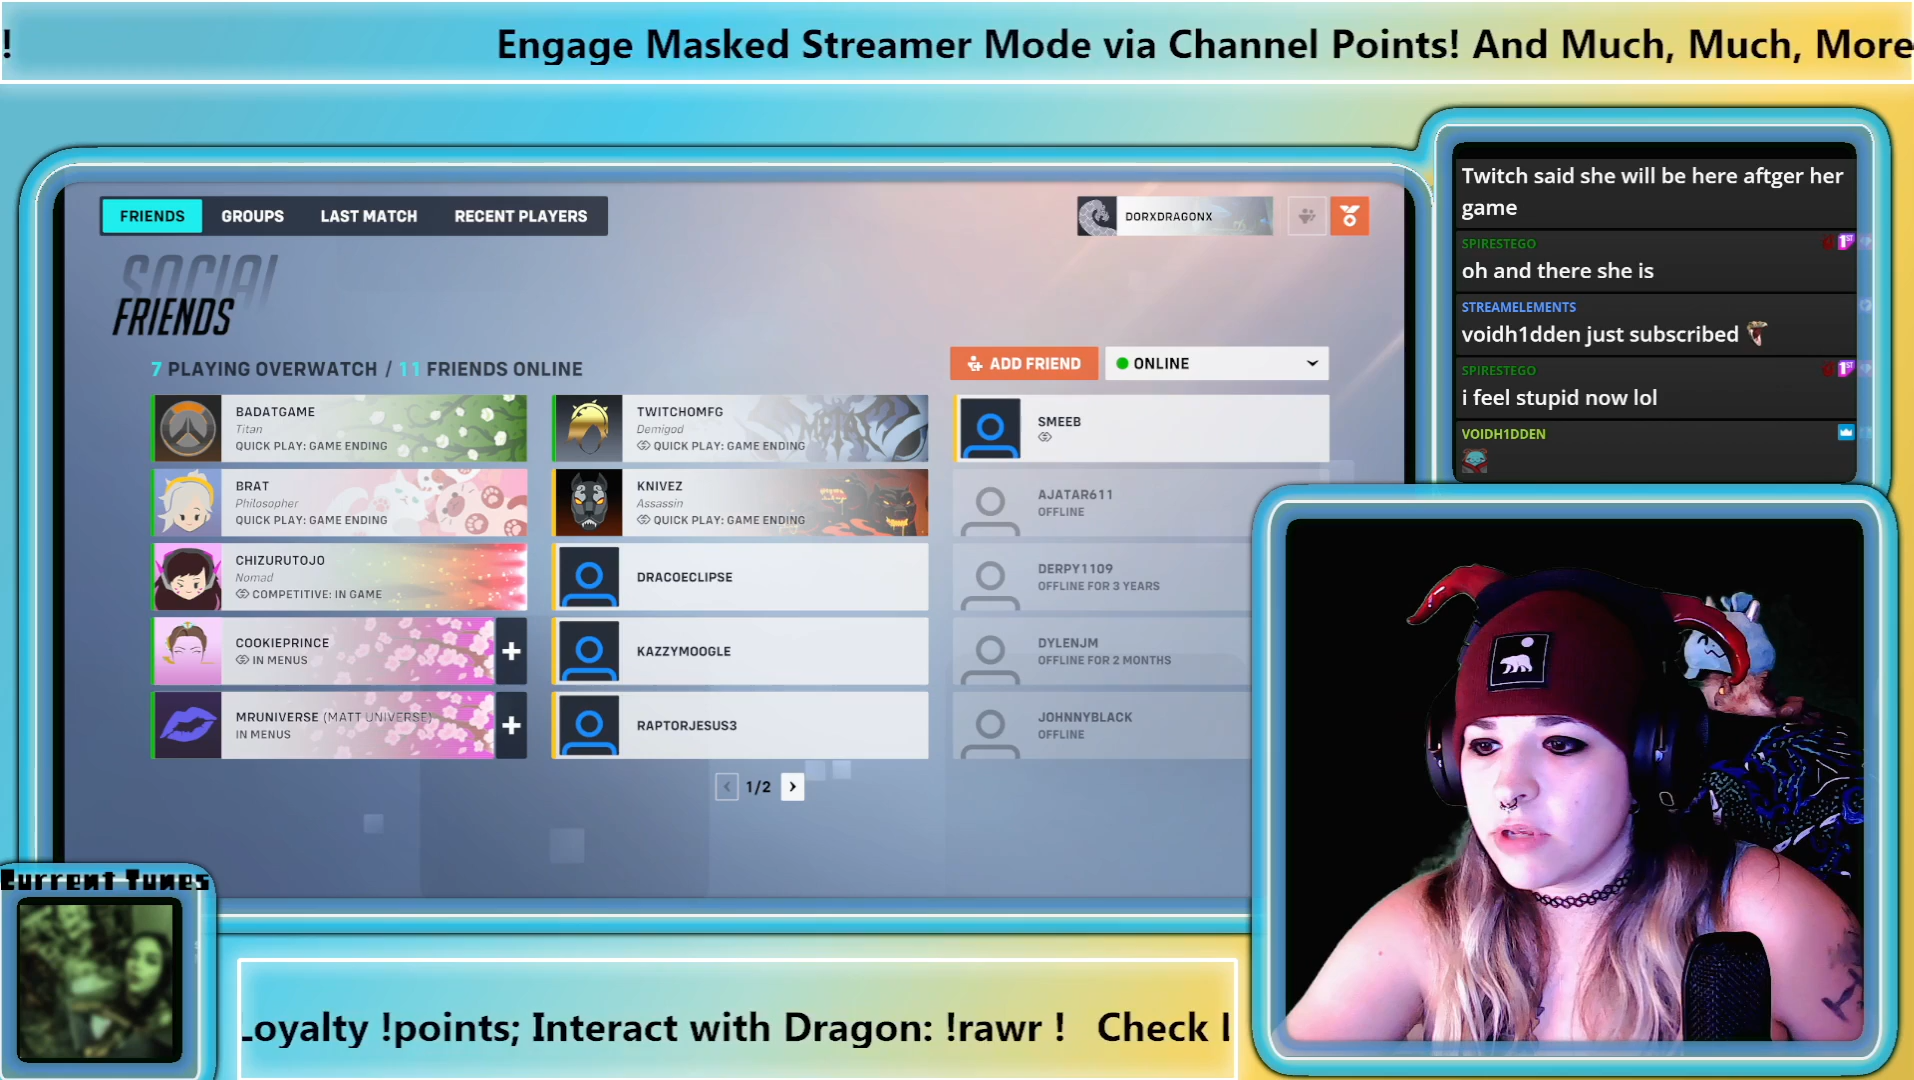 !
Engage Masked Streamer Mode via Channel Points! And Much, Much, More
FRIENDS
GROUPS
LAST MATCH
RECENT PLAYERS
DORXDRAGONX
SOCIAL
FRIENDS
7 PLAYING OVERWATCH / 11 FRIENDS ONLINE
ADD FRIEND
ONLINE
BADATGAME
Titan
QUICK PLAY: GAME ENDING
BRAT
Philosopher
QUICK PLAY: GAME ENDING
CHIZURUTOJO
Nomad
COMPETITIVE: IN GAME
COOKIEPRINCE
IN MENUS
+
MRUNIVERSE (MATT UNIVERSE)
IN MENUS
+
TWITCHOMFG
Demigod
QUICK PLAY: GAME ENDING
KNIVEZ
Assassin
QUICK PLAY: GAME ENDING
DRACOECLIPSE
KAZZYMOOGLE
RAPTORJESUS3
SMEEB
AJATAR611
OFFLINE
DERPY1109
OFFLINE FOR 3 YEARS
DYLENJM
OFFLINE FOR 2 MONTHS
JOHNNYBLACK
OFFLINE
< 1/2 >
Twitch said she will be here aftger her
game
SPIRESTEGO
oh and there she is
STREAMELEMENTS
voidh1dden just subscribed
SPIRESTEGO
i feel stupid now lol
VOIDH1DDEN
Current Tunes
Loyalty !points; Interact with Dragon: !rawr ! Check